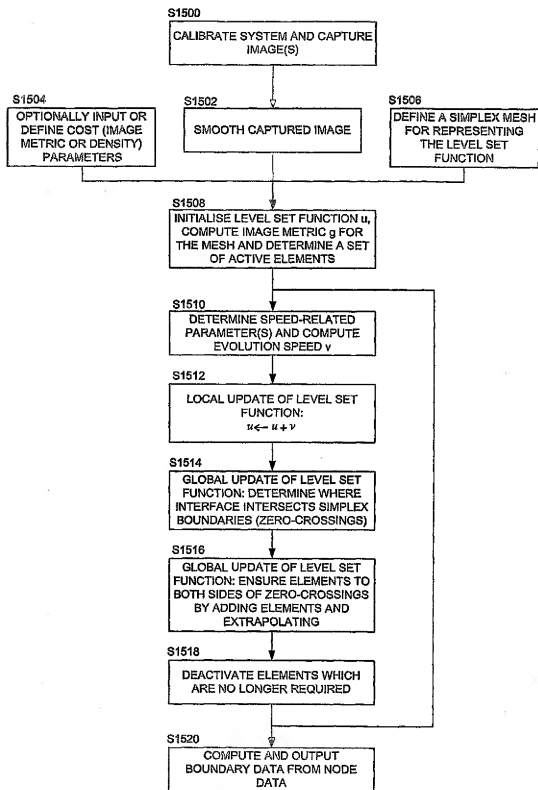 S1500
CALIBRATE SYSTEM AND CAPTURE
IMAGE(S)
S1504
OPTIONALLY INPUT OR
DEFINE COST (IMAGE
METRIC OR DENSITY)
PARAMETERS
S1502
SMOOTH CAPTURED IMAGE
S1506
DEFINE A SIMPLEX MESH
FOR REPRESENTING
THE LEVEL SET
FUNCTION
S1508
INITIALISE LEVEL SET FUNCTION u,
COMPUTE IMAGE METRIC g FOR
THE MESH AND DETERMINE A SET
OF ACTIVE ELEMENTS
S1510
DETERMINE SPEED-RELATED
PARAMETER(S) AND COMPUTE
EVOLUTION SPEED v
S1512
LOCAL UPDATE OF LEVEL SET
FUNCTION:
u ← u + v
S1514
GLOBAL UPDATE OF LEVEL SET
FUNCTION: DETERMINE WHERE
INTERFACE INTERSECTS SIMPLEX
BOUNDARIES (ZERO-CROSSINGS)
S1516
GLOBAL UPDATE OF LEVEL SET
FUNCTION: ENSURE ELEMENTS TO
BOTH SIDES OF ZERO-CROSSINGS
BY ADDING ELEMENTS AND
EXTRAPOLATING
S1518
DEACTIVATE ELEMENTS WHICH
ARE NO LONGER REQUIRED
S1520
COMPUTE AND OUTPUT
BOUNDARY DATA FROM NODE
DATA